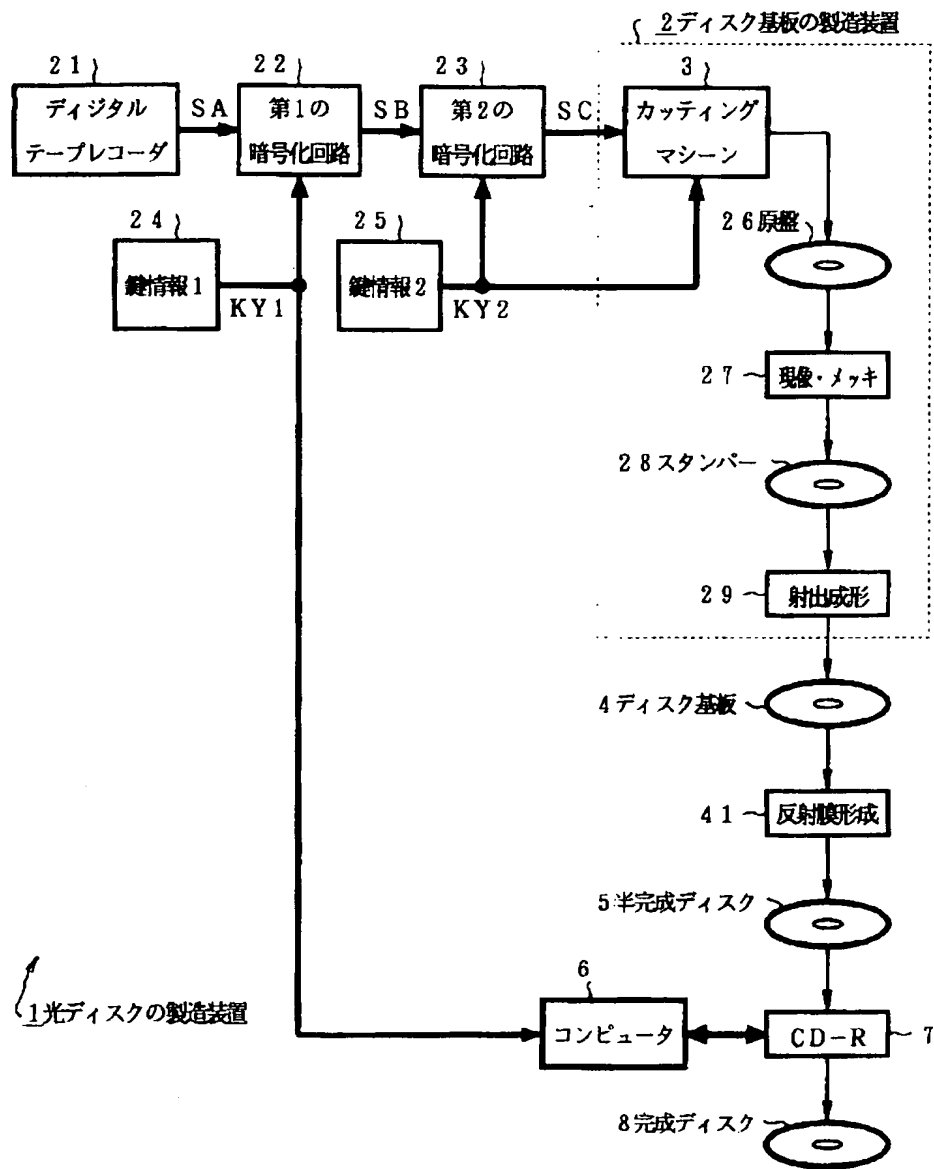 2ディスク基板の製造装置
21
22
23
3
ディジタル
テープレコーダ
SA
第1の
暗号化回路
SB
第2の
暗号化回路
SC
カッティング
マシーン
24
25
26原盤
鍵情報1
KY1
鍵情報2
KY2
27
現像・メッキ
28スタンパー
29
射出成形
4ディスク基板
41
反射膜形成
5半完成ディスク
1光ディスクの製造装置
6
コンピュータ
CD-R
7
8完成ディスク